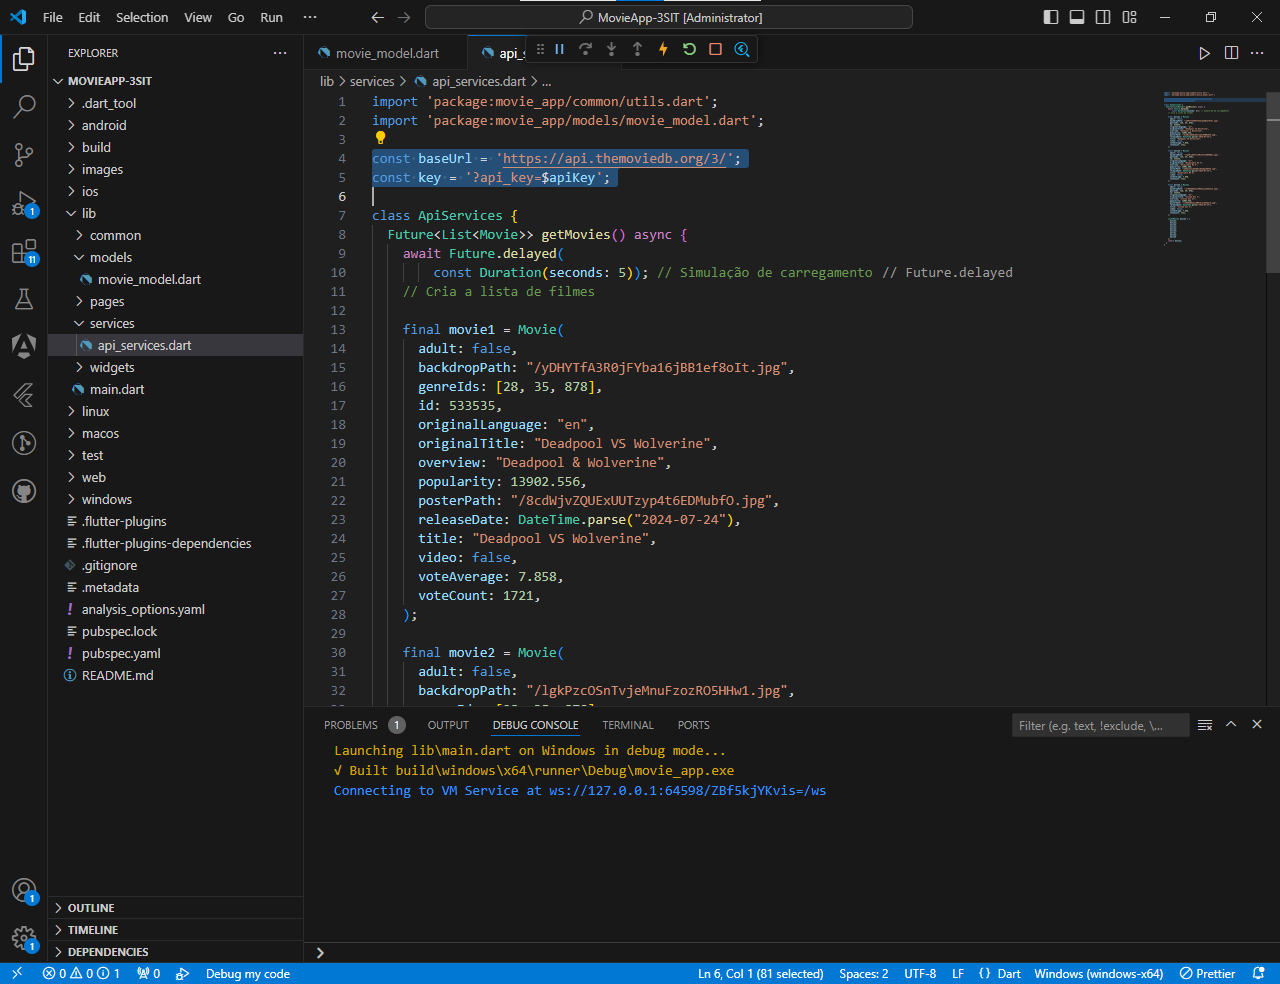 File Edit Selection View Go Run ··· MovieApp-3SIT [Administrator]
EXPLORER
MOVIEAPP-3SIT
.dart_tool
android
build
images
ios
lib
common
models
movie_model.dart
pages
services
api_services.dart
widgets
main.dart
linux
macos
test
web
windows
.flutter-plugins
.flutter-plugins-dependencies
.gitignore
.metadata
analysis_options.yaml
pubspec.lock
pubspec.yaml
README.md
OUTLINE
TIMELINE
DEPENDENCIES
1
11
1
1
movie_model.dart api_s
lib > services > api_services.dart > ...
1 import 'package:movie_app/common/utils.dart';
2 import 'package:movie_app/models/movie_model.dart';
3
4 const baseUrl = 'https://api.themoviedb.org/3/';
5 const key = '?api_key=$apiKey';
6
7 class ApiServices {
8 Future<List<Movie>> getMovies() async {
9 await Future.delayed(
10 const Duration(seconds: 5)); // Simulação de carregamento // Future.delayed
11 // Cria a lista de filmes
12
13 final movie1 = Movie(
14 adult: false,
15 backdropPath: "/yDHYTfA3R0jFYba16jBB1ef8oIt.jpg",
16 genreIds: [28, 35, 878],
17 id: 533535,
18 originalLanguage: "en",
19 originalTitle: "Deadpool VS Wolverine",
20 overview: "Deadpool & Wolverine",
21 popularity: 13902.556,
22 posterPath: "/8cdWjvZQUExUUTzyp4t6EDMubfO.jpg",
23 releaseDate: DateTime.parse("2024-07-24"),
24 title: "Deadpool VS Wolverine",
25 video: false,
26 voteAverage: 7.858,
27 voteCount: 1721,
28 );
29
30 final movie2 = Movie(
31 adult: false,
32 backdropPath: "/lgkPzcOSnTvjeMnuFzozRO5HHw1.jpg",
PROBLEMS 1 OUTPUT DEBUG CONSOLE TERMINAL PORTS Filter (e.g. text, !exclude, \...
Launching lib\main.dart on Windows in debug mode...
√ Built build\windows\x64\runner\Debug\movie_app.exe
Connecting to VM Service at ws://127.0.0.1:64598/ZBf5kjYKvis=/ws
0 0 1 0 Debug my code Ln 6, Col 1 (81 selected) Spaces: 2 UTF-8 LF {} Dart Windows (windows-x64) Prettier